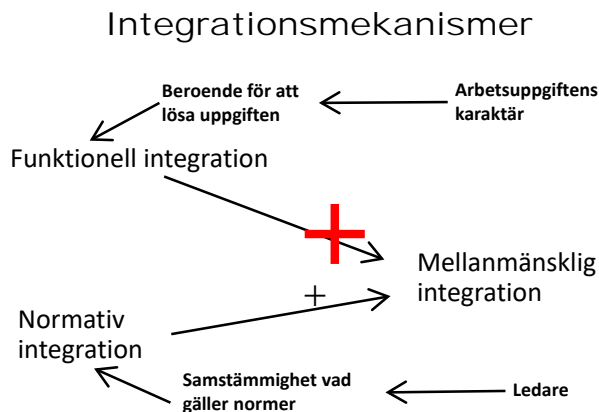 Integrationsmekanismer
Beroende för att
lösa uppgiften
Arbetsuppgiftens
karaktär
Funktionell integration
+
Mellanmänsklig
integration
+
Normativ
integration
Samstämmighet vad
gäller normer
Ledare